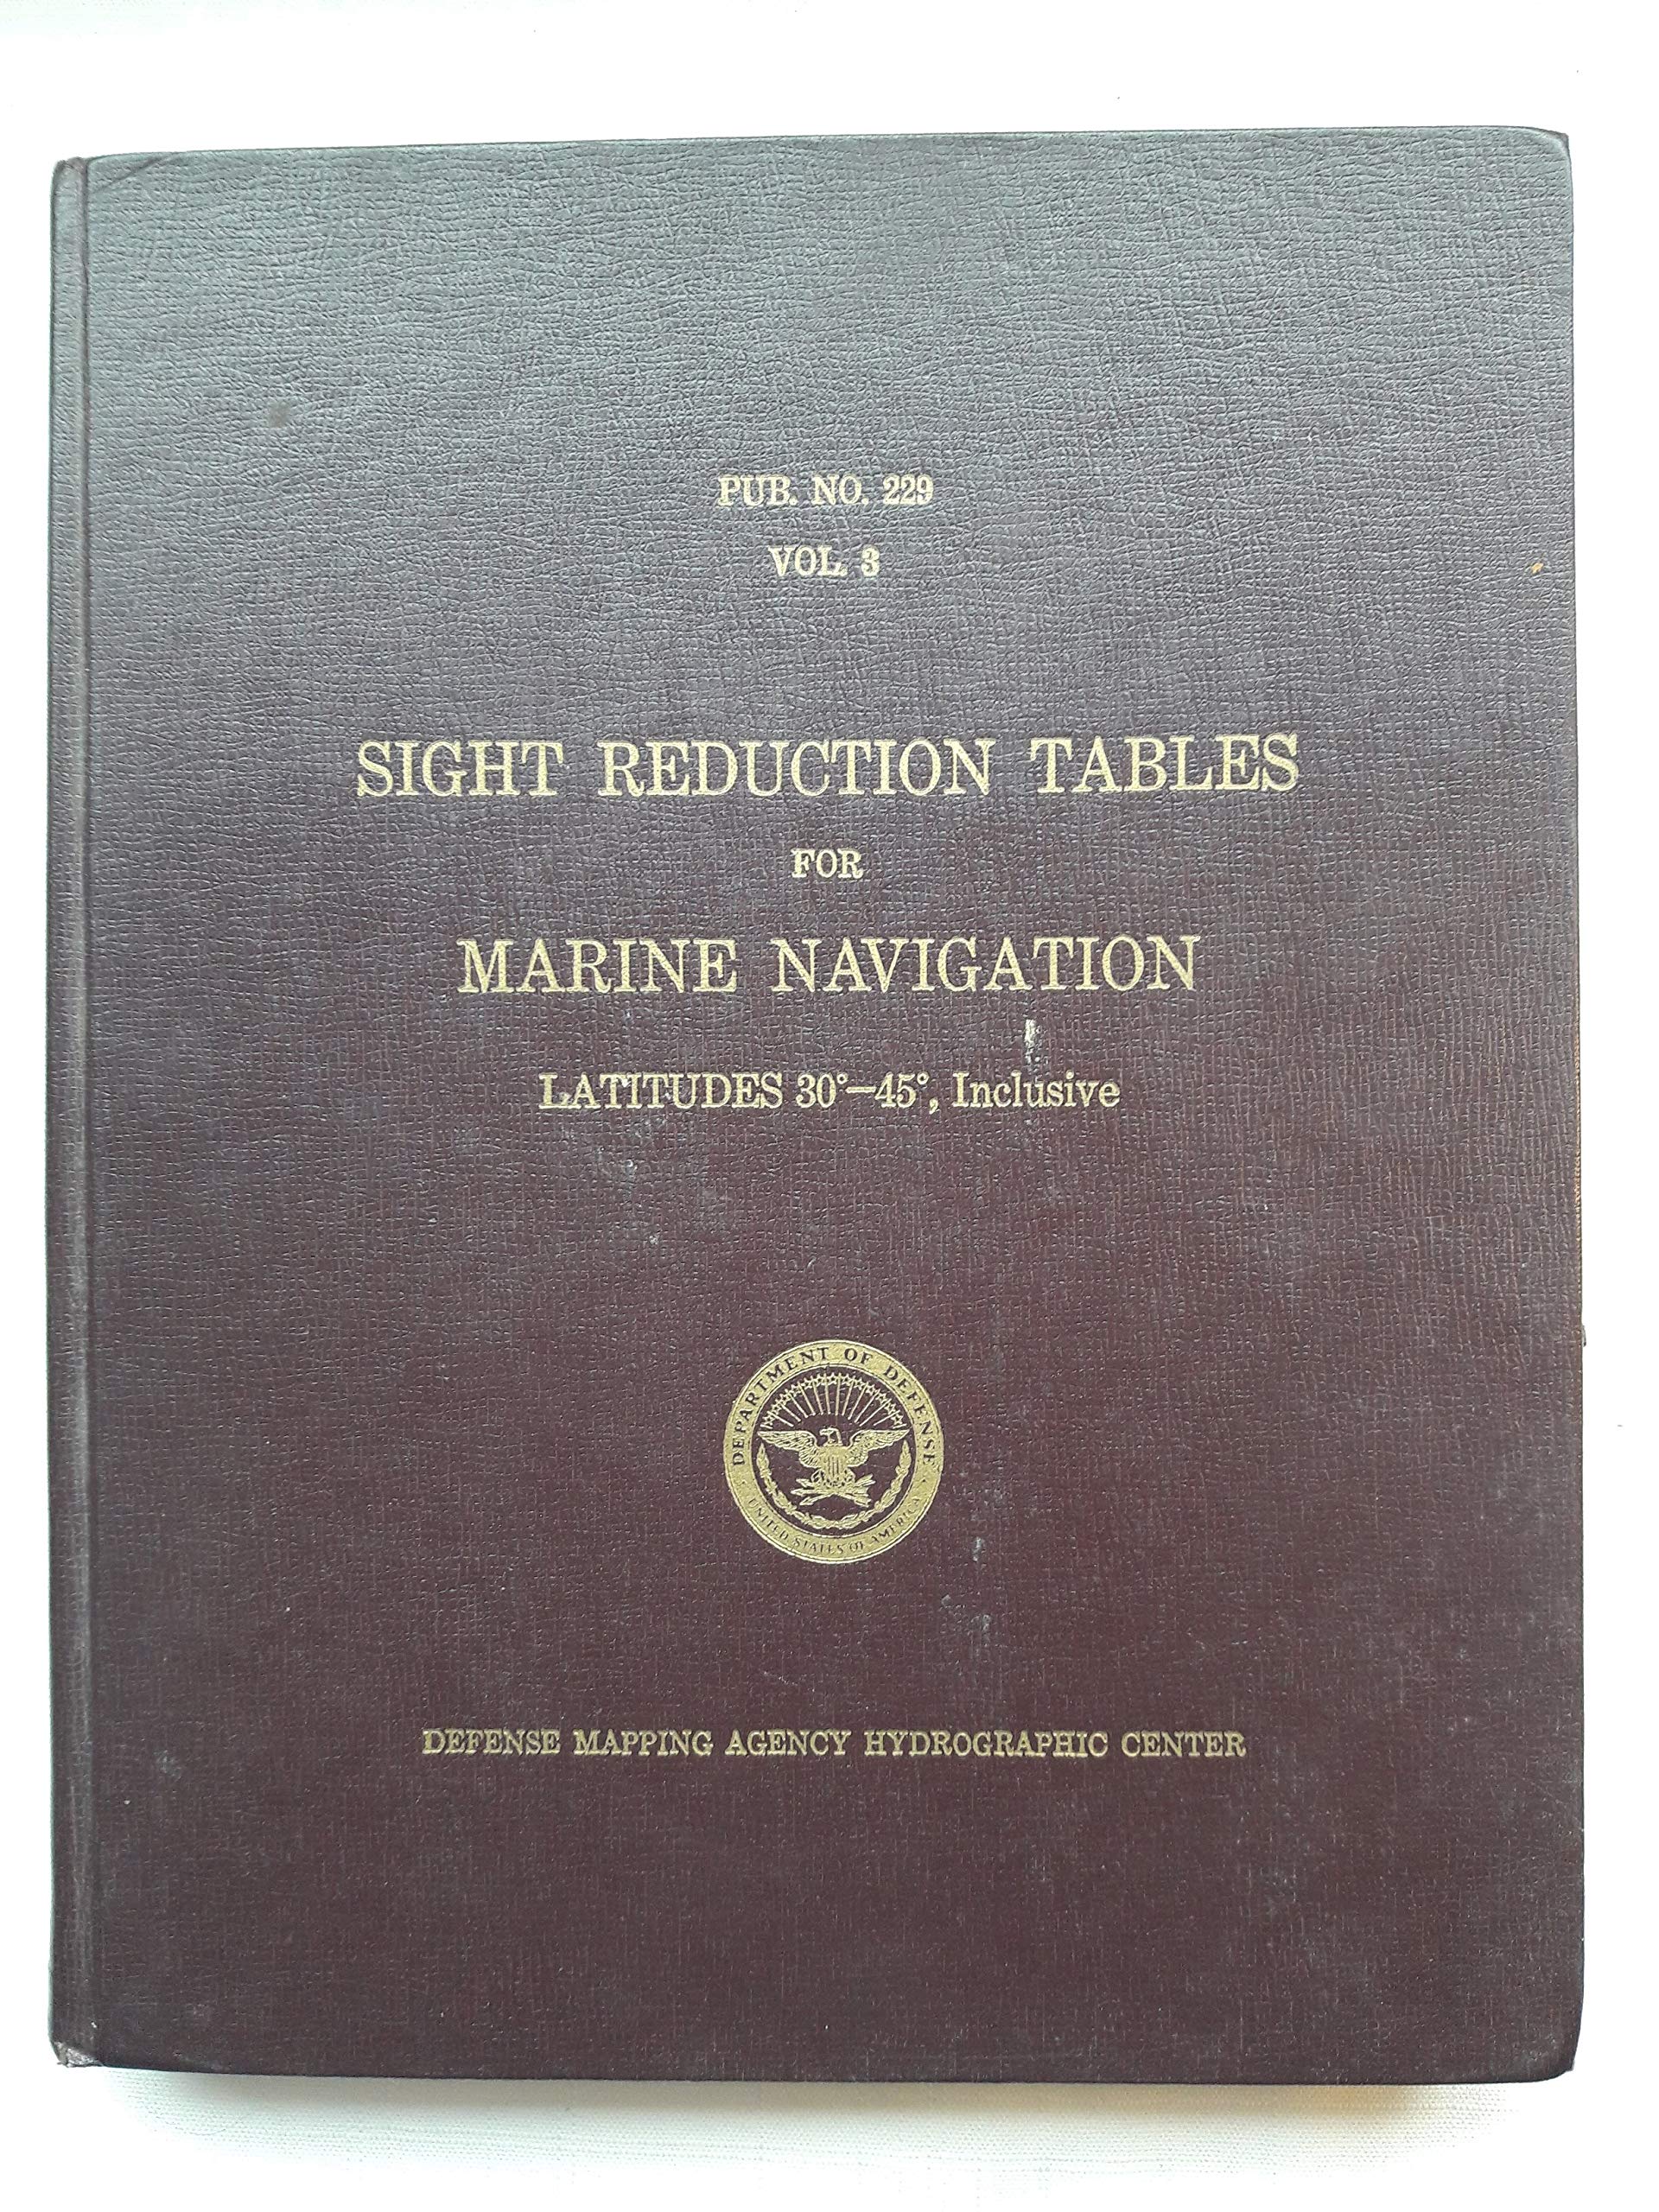 PUB. NO. 229
VOL. 3
SIGHT REDUCTION TABLES
FOR
MARINE NAVIGATION
LATITUDES 30°–45°, Inclusive
DEPARTMENT OF DEFENSE
UNITED STATES OF AMERICA
DEFENSE MAPPING AGENCY HYDROGRAPHIC CENTER